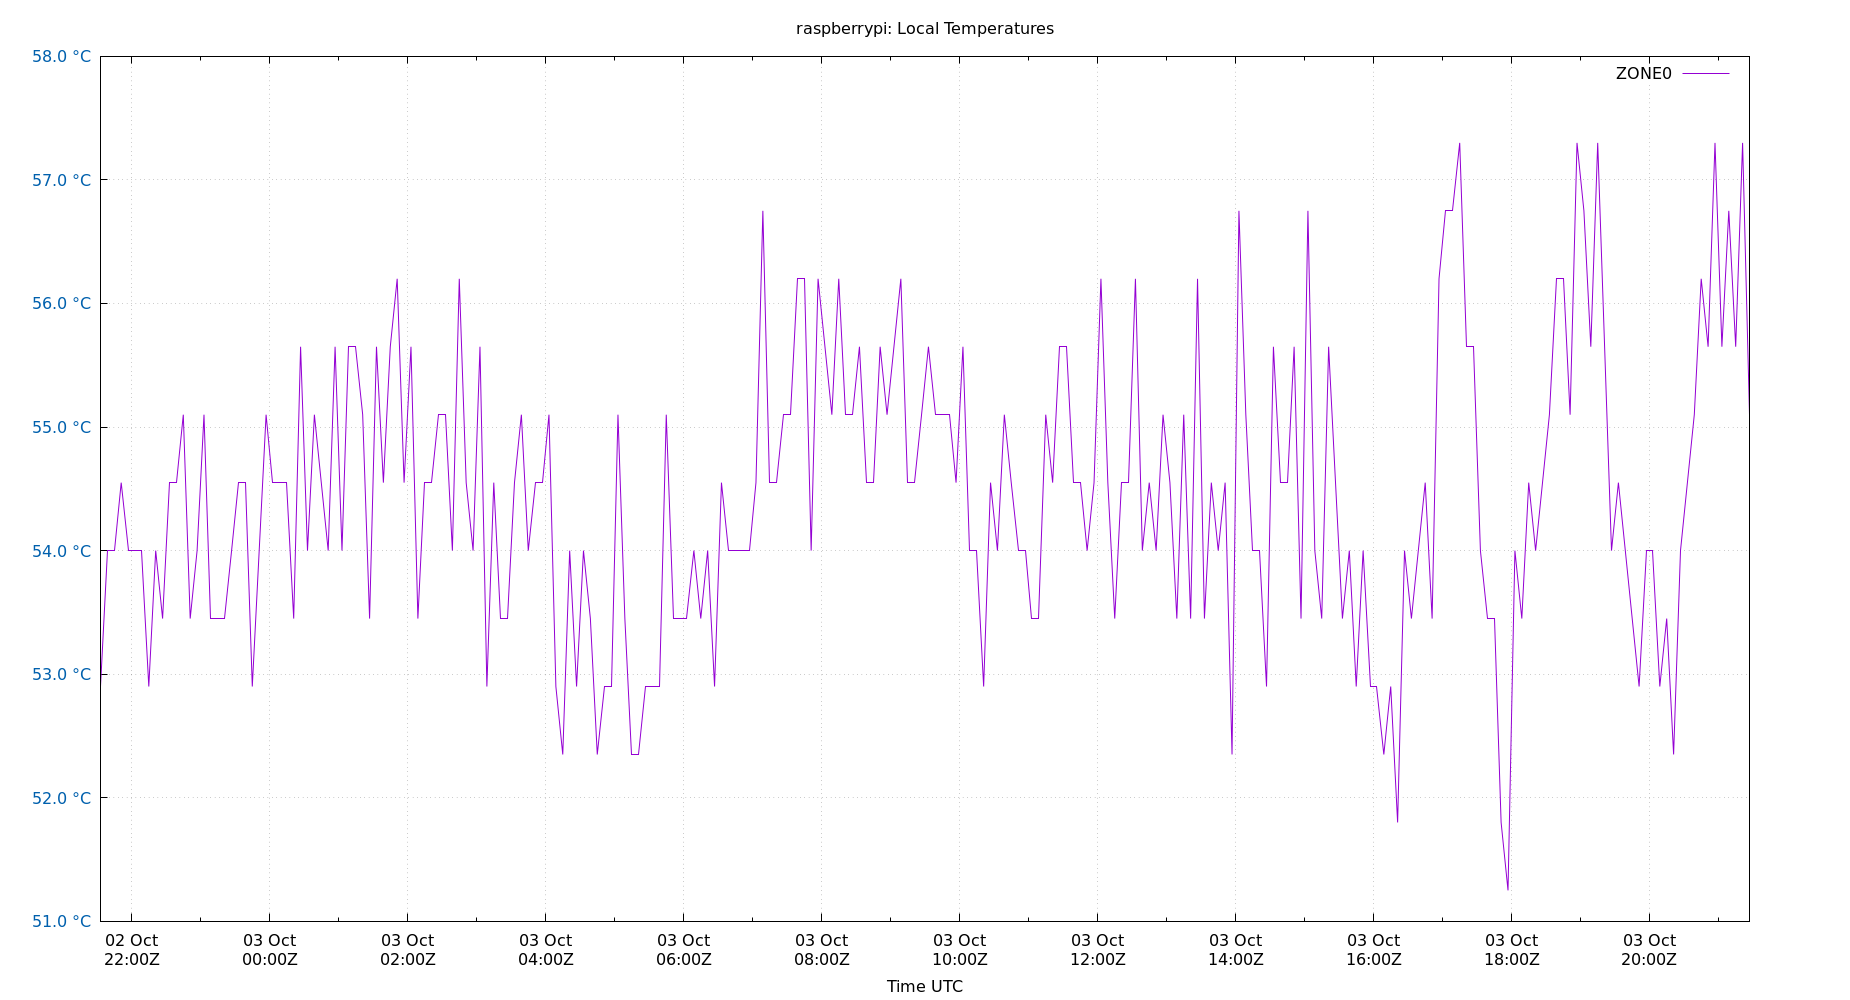 raspberrypi: Local Temperatures
58.0 °C
ZONE0
57.0 °C
56.0 °C
55.0 °C
54.0 °C
53.0 °C
52.0 °C
51.0 °C
02 Oct 03 Oct 03 Oct 03 Oct 03 Oct 03 Oct 03 Oct 03 Oct 03 Oct 03 Oct 03 Oct 03 Oct
22:00Z 00:00Z 02:00Z 04:00Z 06:00Z 08:00Z 10:00Z 12:00Z 14:00Z 16:00Z 18:00Z 20:00Z
Time UTC